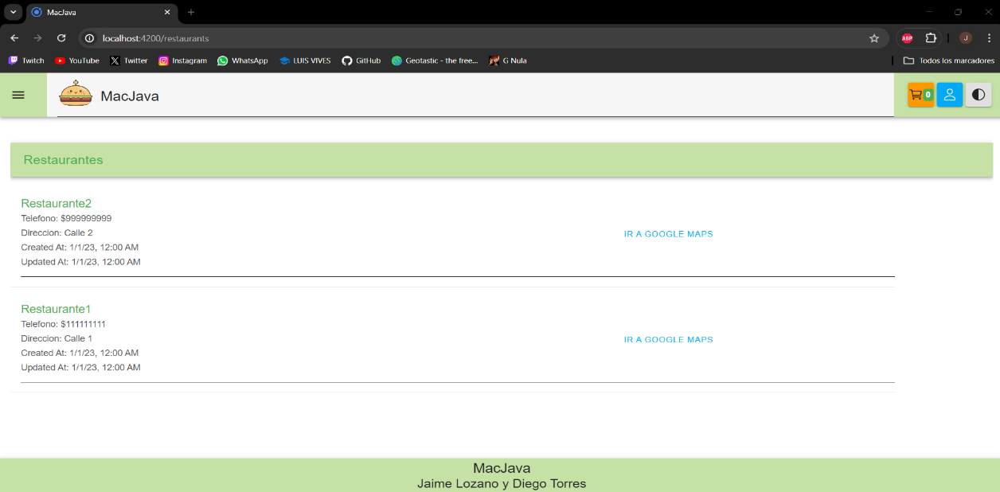 MacJava
localhost:4200/restaurants
ABP
J
Twitch YouTube Twitter Instagram WhatsApp LUIS VIVES GitHub Geotastic - the free... G Nula Todos los marcadores
MacJava 0
Restaurantes
Restaurante2
Telefono: $999999999
Direccion: Calle 2
IR A GOOGLE MAPS
Created At: 1/1/23, 12:00 AM
Updated At: 1/1/23, 12:00 AM
Restaurante1
Telefono: $111111111
Direccion: Calle 1
IR A GOOGLE MAPS
Created At: 1/1/23, 12:00 AM
Updated At: 1/1/23, 12:00 AM
MacJava
Jaime Lozano y Diego Torres